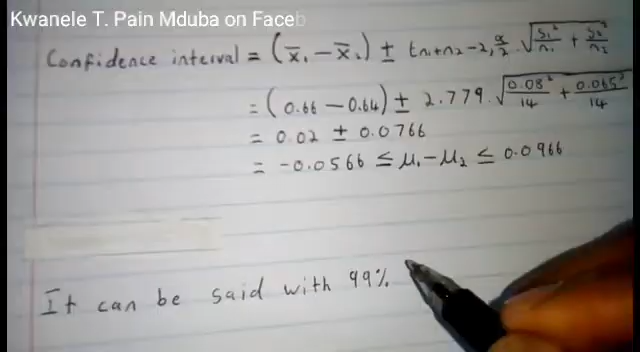 Kwanele T. Pain Mduba on Faceb
Confidence interval = (x̄₁ − x̄₂) ± tn₁+n₂−2,α/2 · √(s₁²/n₁ + s₂²/n₂)
= (0.66 − 0.64) ± 2.779 · √(0.08²/14 + 0.065²/14)
= 0.02 ± 0.0766
= −0.0566 ≤ μ₁ − μ₂ ≤ 0.0966
It can be said with 99%